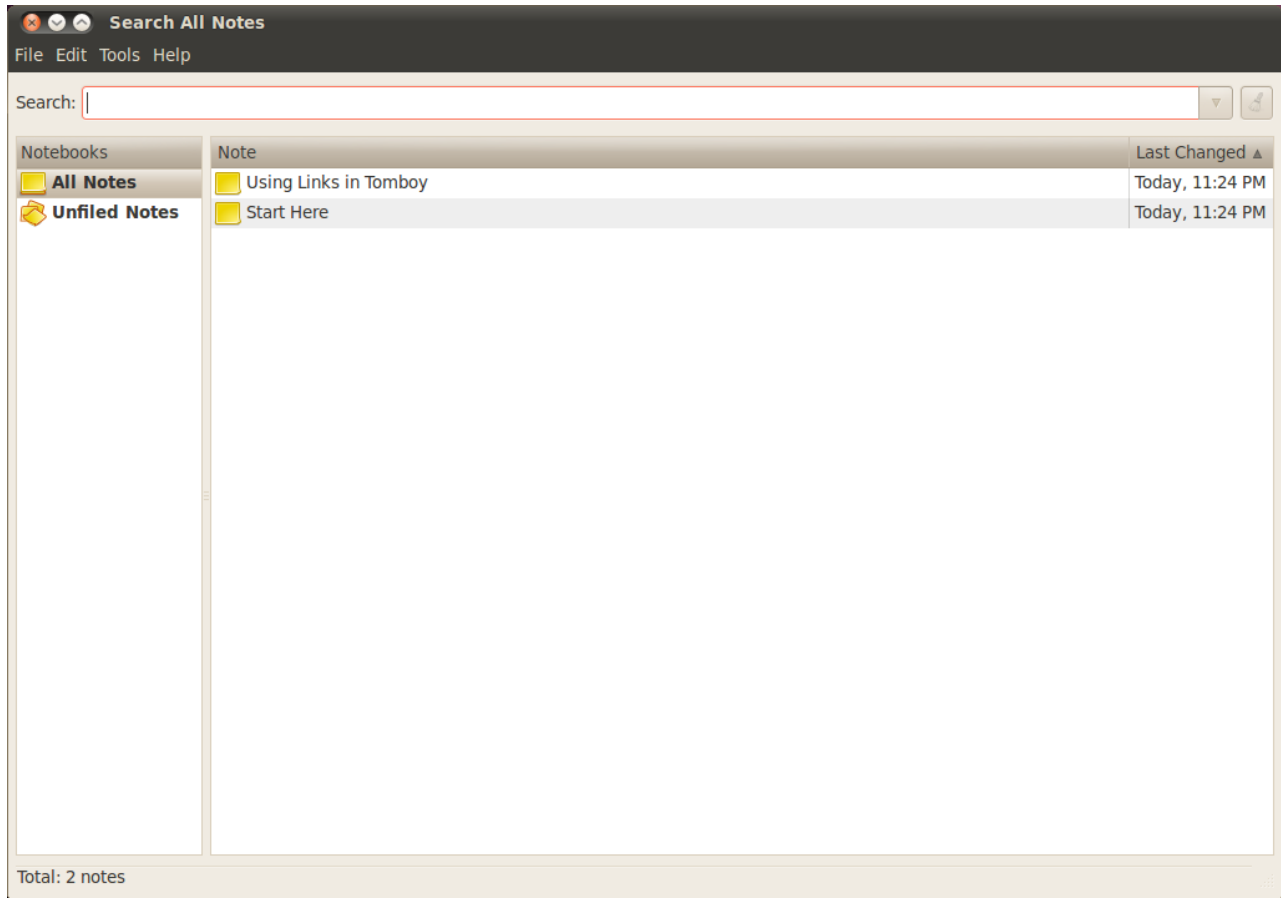 Search All Notes
File Edit Tools Help
Search:
Notebooks
Note Last Changed
All Notes
Using Links in Tomboy Today, 11:24 PM
Unfiled Notes
Start Here Today, 11:24 PM
Total: 2 notes